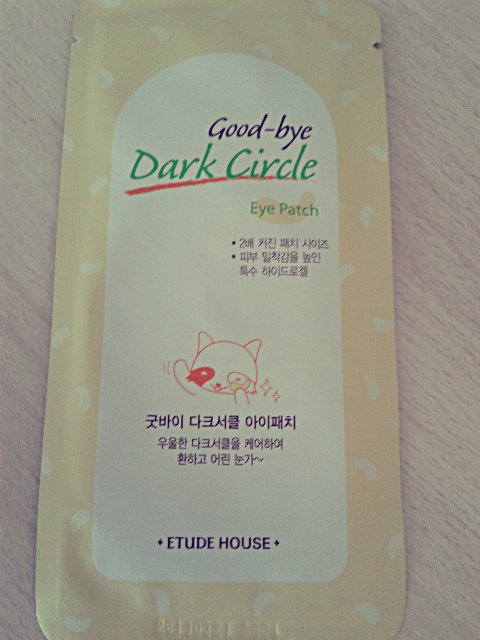 Good-bye
Dark Circle
Eye Patch
▪ 2배 커진 패치 사이즈
▪ 피부 밀착감을 높인
특수 하이드로겔
굿바이 다크서클 아이패치
우울한 다크서클을 케어하여
환하고 어린 눈가~
ETUDE HOUSE